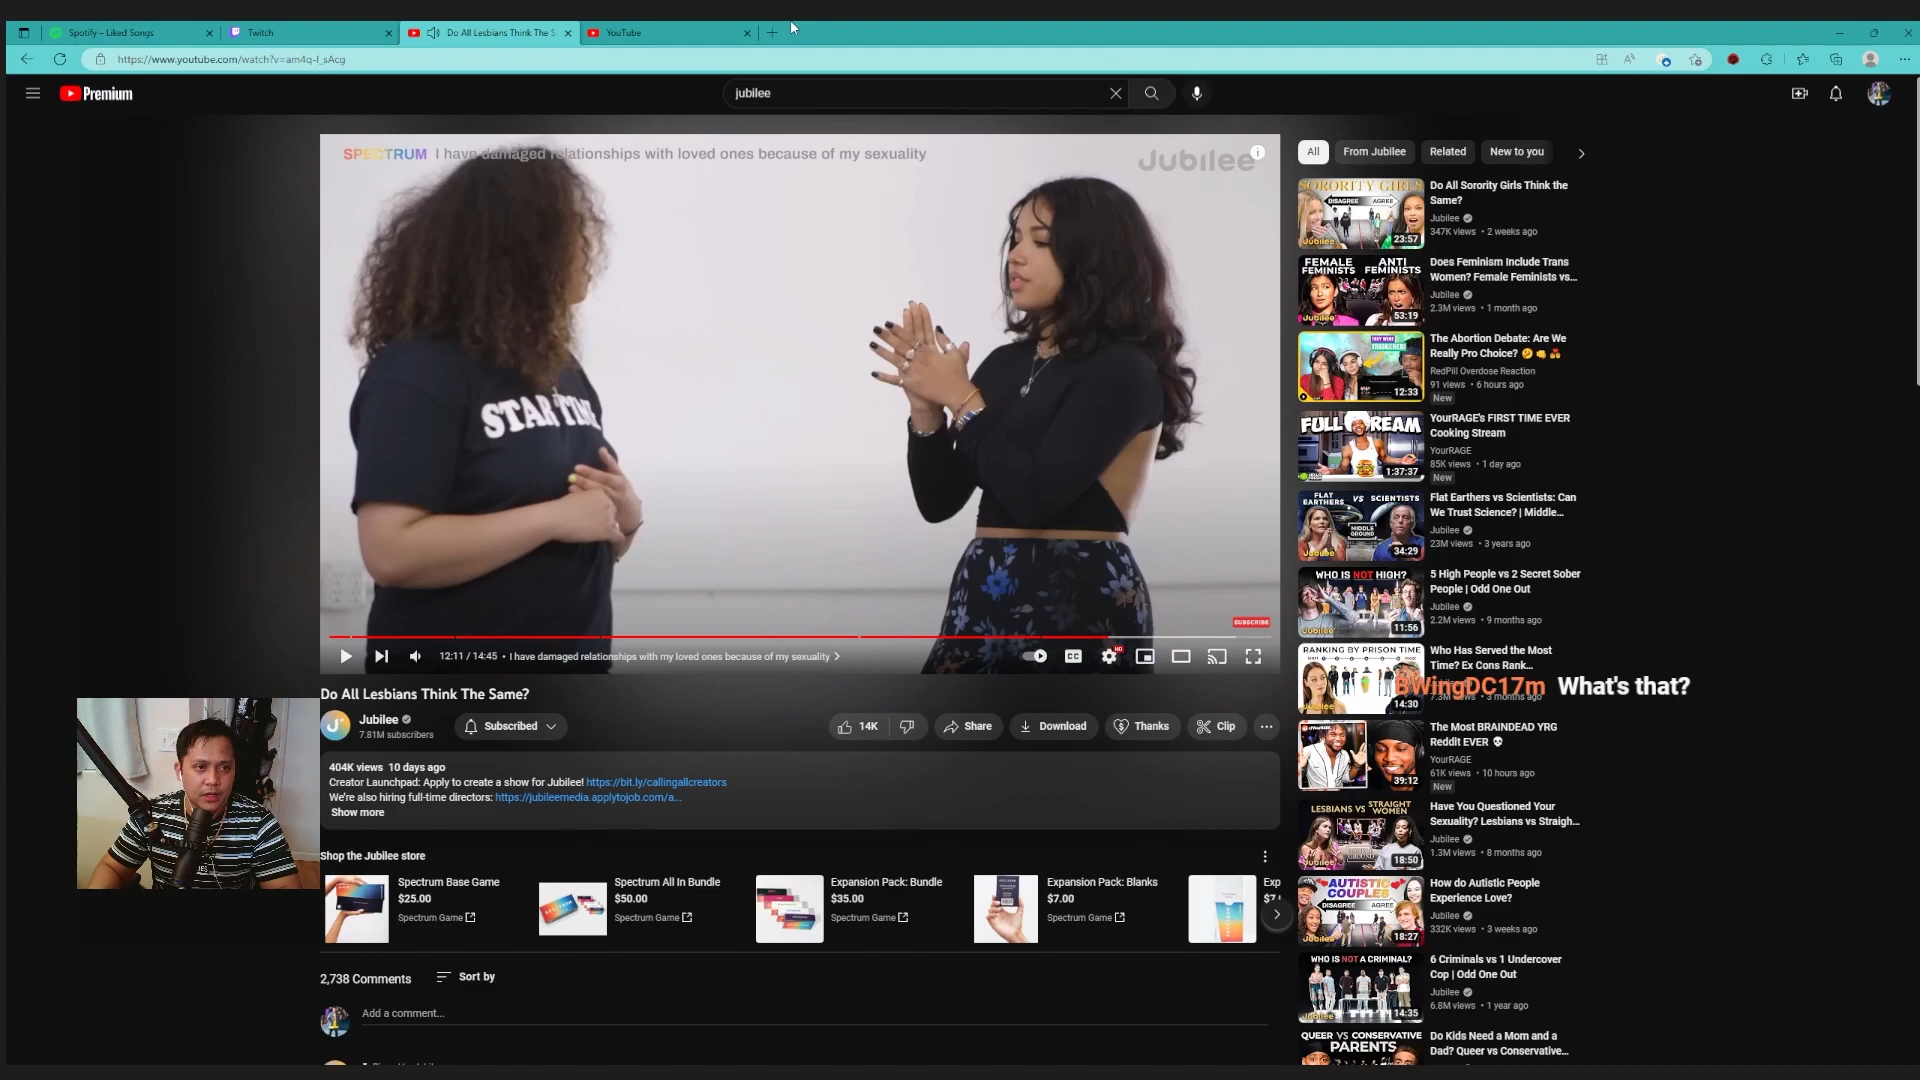 Spotify – Liked Songs
Twitch
Do All Lesbians Think The S
YouTube
https://www.youtube.com/watch?v=am4q-l_sAcg
Premium
jubilee
SPECTRUM I have damaged relationships with loved ones because of my sexuality
Jubilee
STAR
SUBSCRIBE
12:11 / 14:45 • I have damaged relationships with my loved ones because of my sexuality
CC
HD
Do All Lesbians Think The Same?
Jubilee
7.81M subscribers
Subscribed
14K
Share
Download
Thanks
Clip
404K views 10 days ago
Creator Launchpad: Apply to create a show for Jubilee! https://bit.ly/callingallcreators
We're also hiring full-time directors: https://jubileemedia.applytojob.com/a...
Show more
Shop the Jubilee store
Spectrum Base Game
$25.00
Spectrum Game
Spectrum All In Bundle
$50.00
Spectrum Game
Expansion Pack: Bundle
$35.00
Spectrum Game
Expansion Pack: Blanks
$7.00
Spectrum Game
Exp
2,738 Comments
Sort by
Add a comment...
All
From Jubilee
Related
New to you
SORORITY GIRLS
DISAGREE AGREE
Jubilee
23:57
Do All Sorority Girls Think the
Same?
Jubilee
347K views • 2 weeks ago
FEMALE FEMINISTS
ANTI FEMINISTS
Jubilee
53:19
Does Feminism Include Trans
Women? Female Feminists vs...
Jubilee
2.3M views • 1 month ago
12:33
The Abortion Debate: Are We
Really Pro Choice? 🤣👊💑
RedPill Overdose Reaction
91 views • 6 hours ago
New
1:37:37
YourRAGE's FIRST TIME EVER
Cooking Stream
YourRAGE
85K views • 1 day ago
New
FLAT EARTHERS VS SCIENTISTS
MIDDLE GROUND
Jubilee
34:29
Flat Earthers vs Scientists: Can
We Trust Science? | Middle...
Jubilee
23M views • 3 years ago
WHO IS NOT HIGH?
Jubilee
11:56
5 High People vs 2 Secret Sober
People | Odd One Out
Jubilee
2.2M views • 9 months ago
RANKING BY PRISON TIME
14:30
Who Has Served the Most
Time? Ex Cons Rank...
7.3M views • 3 months ago
BWingDC17m What's that?
39:12
The Most BRAINDEAD YRG
Reddit EVER 💀
YourRAGE
61K views • 10 hours ago
New
LESBIANS VS STRAIGHT WOMEN
18:50
Have You Questioned Your
Sexuality? Lesbians vs Straigh...
Jubilee
1.3M views • 8 months ago
AUTISTIC COUPLES
DISAGREE AGREE
Jubilee
18:27
How do Autistic People
Experience Love?
Jubilee
332K views • 3 weeks ago
WHO IS NOT A CRIMINAL?
Jubilee
14:35
6 Criminals vs 1 Undercover
Cop | Odd One Out
Jubilee
6.8M views • 1 year ago
QUEER VS CONSERVATIVE
PARENTS
Do Kids Need a Mom and a
Dad? Queer vs Conservative...